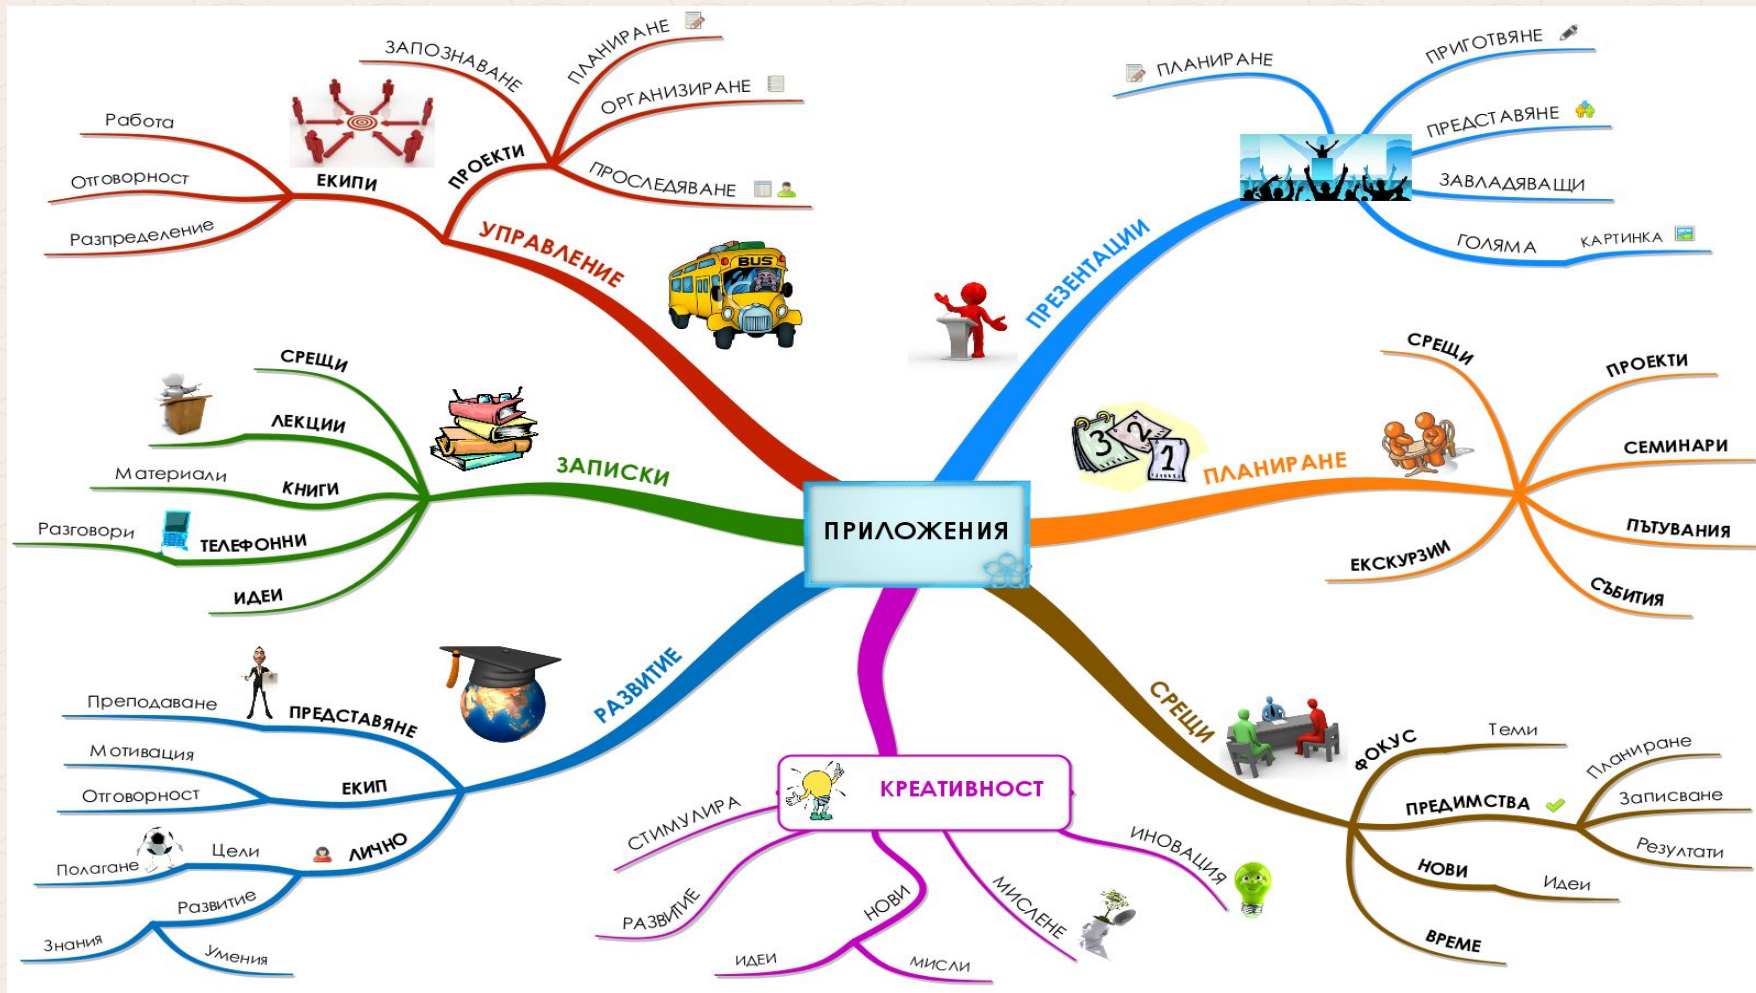 ПРИЛОЖЕНИЯ
УПРАВЛЕНИЕ
ЕКИПИ
Работа
Отговорност
Разпределение
ПРОЕКТИ
ЗАПОЗНАВАНЕ
ПЛАНИРАНЕ
ОРГАНИЗИРАНЕ
ПРОСЛЕДЯВАНЕ
BUS
ПРЕЗЕНТАЦИИ
ПЛАНИРАНЕ
ПРИГОТВЯНЕ
ПРЕДСТАВЯНЕ
ЗАВЛАДЯВАЩИ
ГОЛЯМА
КАРТИНКА
ПЛАНИРАНЕ
3
2
1
СРЕЩИ
ПРОЕКТИ
СЕМИНАРИ
ПЪТУВАНИЯ
СЪБИТИЯ
ЕКСКУРЗИИ
СРЕЩИ
ФОКУС
Теми
ПРЕДИМСТВА
Планиране
Записване
Резултати
НОВИ
Идеи
ВРЕМЕ
КРЕАТИВНОСТ
СТИМУЛИРА
РАЗВИТИЕ
НОВИ
ИДЕИ
МИСЛИ
МИСЛЕНЕ
ИНОВАЦИЯ
РАЗВИТИЕ
ПРЕДСТАВЯНЕ
Преподаване
ЕКИП
Мотивация
Отговорност
ЛИЧНО
Цели
Полагане
Развитие
Знания
Умения
ЗАПИСКИ
СРЕЩИ
ЛЕКЦИИ
КНИГИ
Материали
ТЕЛЕФОННИ
Разговори
ИДЕИ